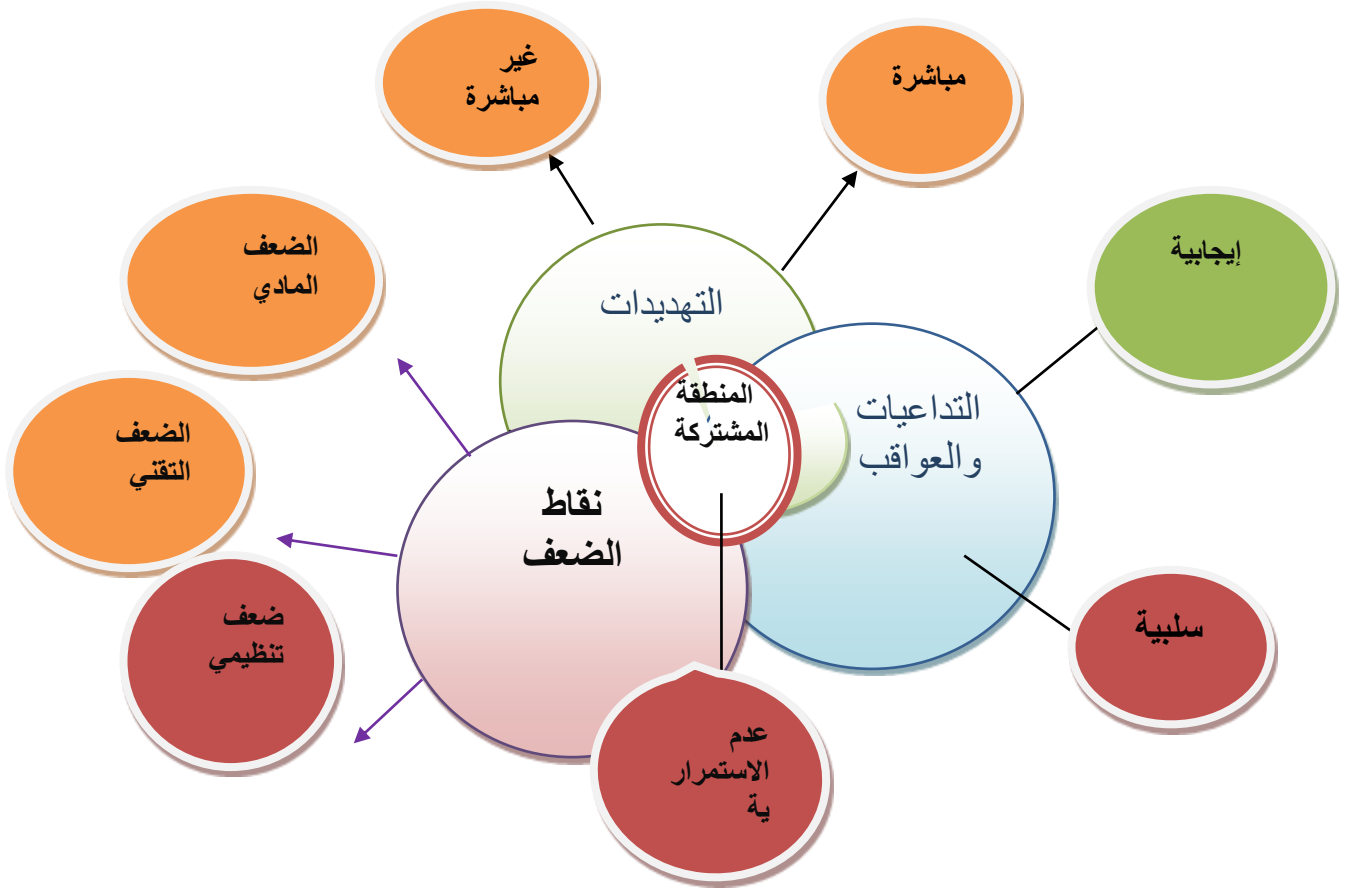 غير
مباشرة
مباشرة
الضعف
المادي
إيجابية
التهديدات
المنطقة
المشتركة
التداعيات
والعواقب
الضعف
التقني
نقاط
الضعف
ضعف
تنظيمي
سلبية
عدم
الاستمرار
ية